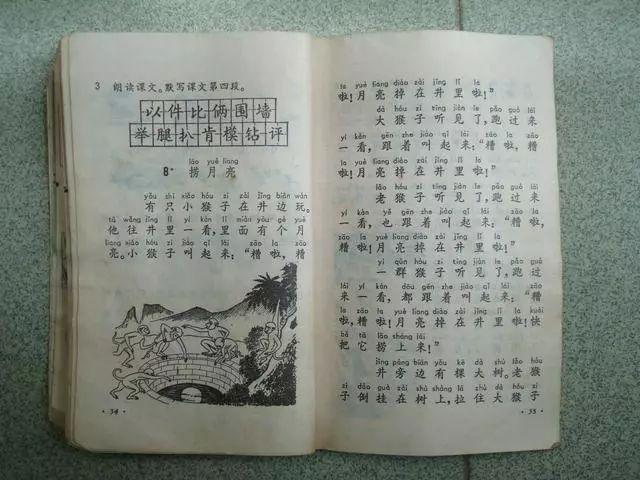 3 朗读课文。默写课文第四段。
以件比俩围墙
举腿扒肯模钻评
lāo yuè liang
8* 捞月亮
yǒu zhī xiǎo hóu zi zài jǐng biān wán
有只小猴子在井边玩。
tā wǎng jǐng lǐ yí kàn lǐ miàn yǒu gè yuè
他往井里一看，里面有个月
liang xiǎo hóu zi jiào qǐ lái zāo la zāo
亮。小猴子叫起来：“糟啦，糟
·34·
la yuè liang diào zài jǐng lǐ la
啦！月亮掉在井里啦！”
dà hóu zi tīng jiàn le pǎo guò lái
大猴子听见了，跑过来
yí kàn gēn zhe jiào qǐ lái zāo la
一看，跟着叫起来：“糟啦，
zāo la yuè liang diào zài jǐng lǐ la
糟啦！月亮掉在井里啦！”
lǎo hóu zi tīng jiàn le pǎo guò lái
老猴子听见了，跑过来
yí kàn yě gēn zhe jiào qǐ lái zāo la
一看，也跟着叫起来：“糟啦，
zāo la yuè liang diào zài jǐng lǐ la
糟啦！月亮掉在井里啦！”
yì qún hóu zi tīng jiàn le pǎo guò
一群猴子听见了，跑过
lái yí kàn dōu gēn zhe jiào qǐ lái zāo
来一看，都跟着叫起来：“糟
la zāo la yuè liang diào zài jǐng lǐ la kuài
啦，糟啦！月亮掉在井里啦！快
bǎ tā lāo shàng lái
把它捞上来！”
jǐng páng biān yǒu kē dà shù lǎo hóu
井旁边有棵大树。老猴
zi dào guà zài shù shàng lā zhù dà hóu zi
子倒挂在树上，拉住大猴子
·35·